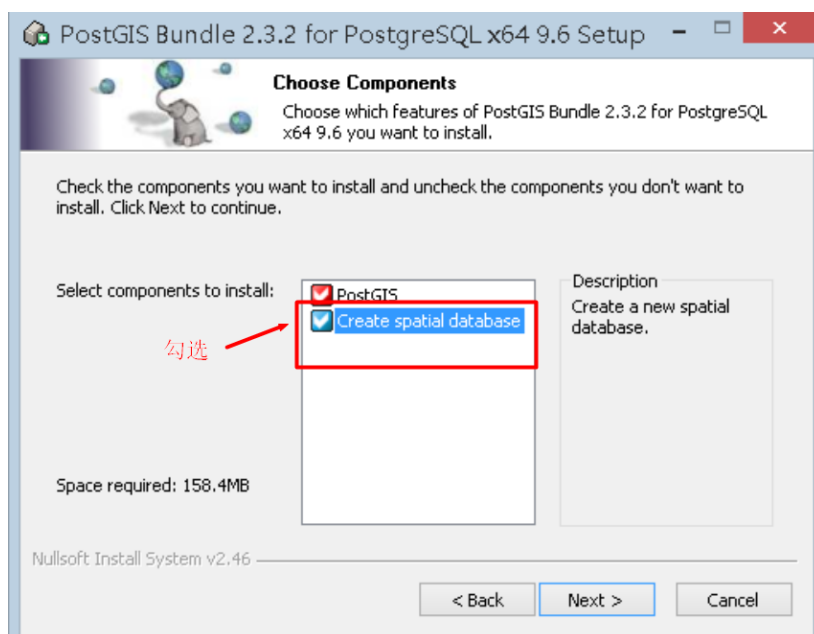 PostGIS Bundle 2.3.2 for PostgreSQL x64 9.6 Setup
Choose Components
Choose which features of PostGIS Bundle 2.3.2 for PostgreSQL
x64 9.6 you want to install.
Check the components you want to install and uncheck the components you don't want to
install. Click Next to continue.
Select components to install:
PostGIS
Create spatial database
Description
Create a new spatial
database.
勾选
Space required: 158.4MB
Nullsoft Install System v2.46
< Back
Next >
Cancel